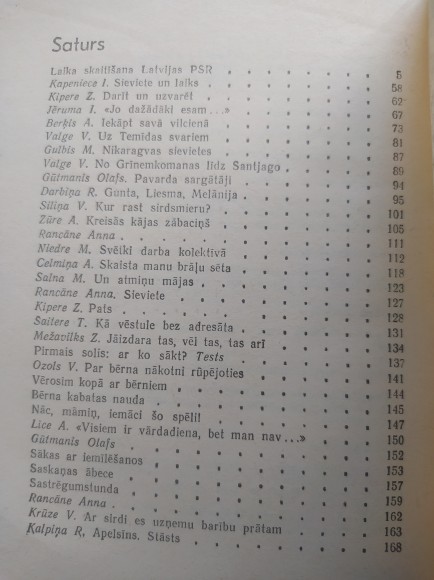 Saturs
Laika skaitīšana Latvijas PSR . . . . . . 5
Kapeniece I. Sieviete un laiks . . . . . . 58
Kipere Z. Darīt un uzvarēt . . . . . . 62
Jēruma I. «Jo dažādāki esam...» . . . . . . 67
Berķis A. Iekāpt savā vilcienā . . . . . . 73
Valge V. Uz Temīdas svariem . . . . . . 81
Gulbis M. Nikaragvas sievietes . . . . . . 87
Valge V. No Grīnemkomanas līdz Santjago . . . . 89
Gūtmanis Olafs. Pavarda sargātāji . . . . . 94
Darbiņa R. Gunta, Liesma, Melānija . . . . . 95
Siliņa V. Kur rast sirdsmieru? . . . . . . 101
Zūre A. Kreisās kājas zābaciņš . . . . . . 105
Rancāne Anna . . . . . . . . 111
Niedre M. Svēīki darba kolektīvā . . . . . . 112
Celmiņa A. Skaista manu brāļu sēta . . . . . 118
Salna M. Un atmiņu mājas . . . . . . 123
Rancāne Anna. Sieviete . . . . . . . 127
Kipere Z. Pats . . . . . . . . 128
Saitere T. Kā vēstule bez adresāta . . . . . 131
Mežavilks Z. Jāizdara tas, vēl tas, tas arī . . . . 134
Pirmais solis: ar ko sākt? Tests . . . . . 137
Ozols V. Par bērna nākotni rūpējoties . . . . . 141
Vērosim kopā ar bērniem . . . . . . 144
Bērna kabatas nauda . . . . . . . 145
Nāc, māmiņ, iemāci šo spēli! . . . . . . 147
Lice A. «Visiem ir vārdadiena, bet man nav...» . . . 150
Gūtmanis Olafs . . . . . . . . 152
Sākas ar iemīlēšanos . . . . . . . 153
Saskaņas ābece . . . . . . . . 157
Sastrēgumstunda . . . . . . . . 159
Rancāne Anna . . . . . . . . 162
Krūze V. Ar sirdi es uzņemu barību prātam . . . . 163
Ķalpiņa R, Apelsīns. Stāsts . . . . . . 168